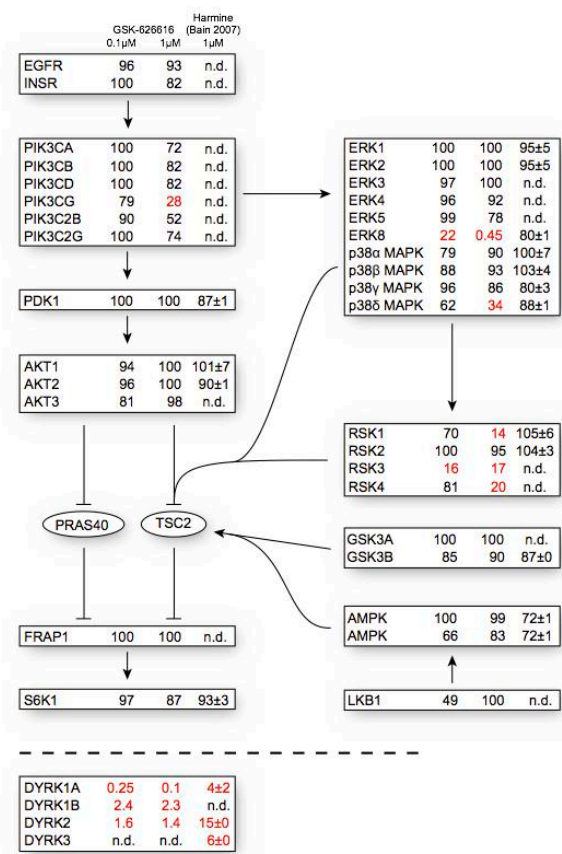 GSK-626616 Harmine (Bain 2007)
0.1µM 1µM 1µM
EGFR 96 93 n.d.
INSR 100 82 n.d.
PIK3CA 100 72 n.d.
PIK3CB 100 82 n.d.
PIK3CD 100 82 n.d.
PIK3CG 79 28 n.d.
PIK3C2B 90 52 n.d.
PIK3C2G 100 74 n.d.
PDK1 100 100 87±1
AKT1 94 100 101±7
AKT2 96 100 90±1
AKT3 81 98 n.d.
PRAS40
TSC2
FRAP1 100 100 n.d.
S6K1 97 87 93±3
ERK1 100 100 95±5
ERK2 100 100 95±5
ERK3 97 100 n.d.
ERK4 96 92 n.d.
ERK5 99 78 n.d.
ERK8 22 0.45 80±1
p38α MAPK 79 90 100±7
p38β MAPK 88 93 103±4
p38γ MAPK 96 86 80±3
p38δ MAPK 62 34 88±1
RSK1 70 14 105±6
RSK2 100 95 104±3
RSK3 16 17 n.d.
RSK4 81 20 n.d.
GSK3A 100 100 n.d.
GSK3B 85 90 87±0
AMPK 100 99 72±1
AMPK 66 83 72±1
LKB1 49 100 n.d.
DYRK1A 0.25 0.1 4±2
DYRK1B 2.4 2.3 n.d.
DYRK2 1.6 1.4 15±0
DYRK3 n.d. n.d. 6±0